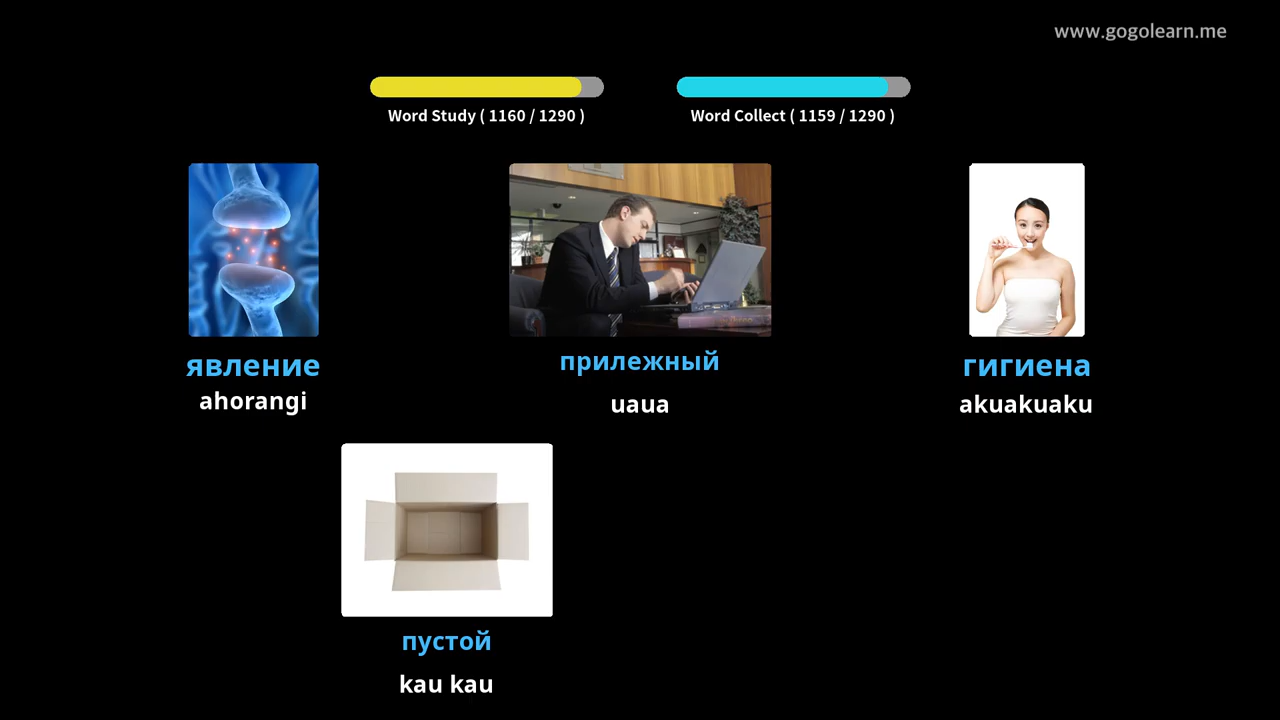 www.gogolearn.me
Word Study ( 1160 / 1290 )
Word Collect ( 1159 / 1290 )
явление
ahorangi
прилежный
uaua
гигиена
akuakuaku
пустой
kau kau